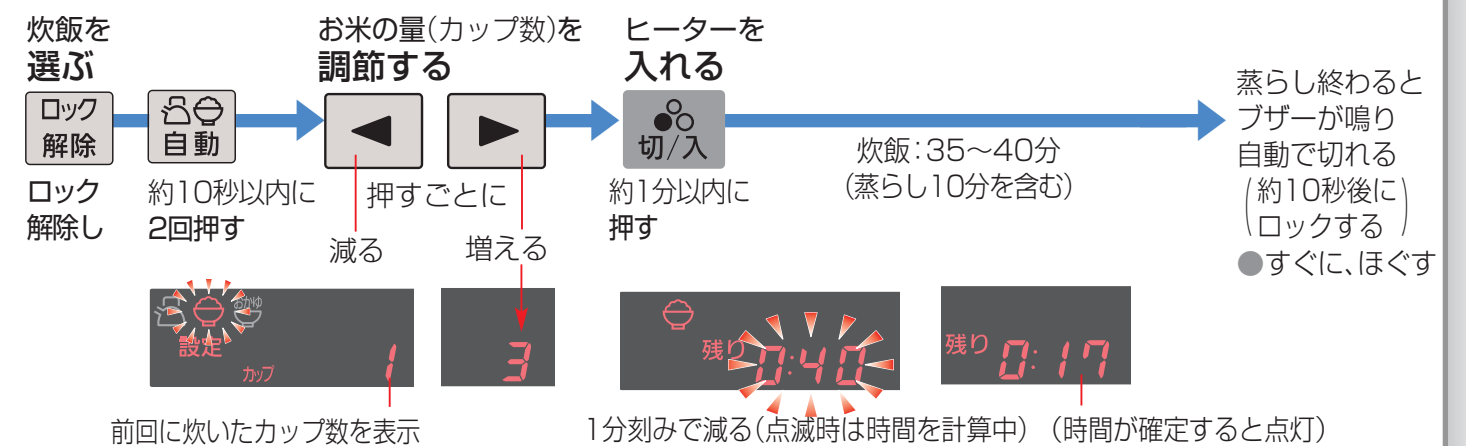 炊飯を
選ぶ
お米の量(カップ数)を
調節する
ヒーターを
入れる
ロック
解除
自動
◀
▶
切/入
ロック
解除し
約10秒以内に
2回押す
押すごとに
減る
増える
約1分以内に
押す
炊飯:35〜40分
(蒸らし10分を含む)
蒸らし終わると
ブザーが鳴り
自動で切れる
(約10秒後に
ロックする)
●すぐに、ほぐす
おかゆ
設定
カップ
1
3
残り 0:40
残り 0:17
前回に炊いたカップ数を表示
1分刻みで減る(点滅時は時間を計算中)
(時間が確定すると点灯)